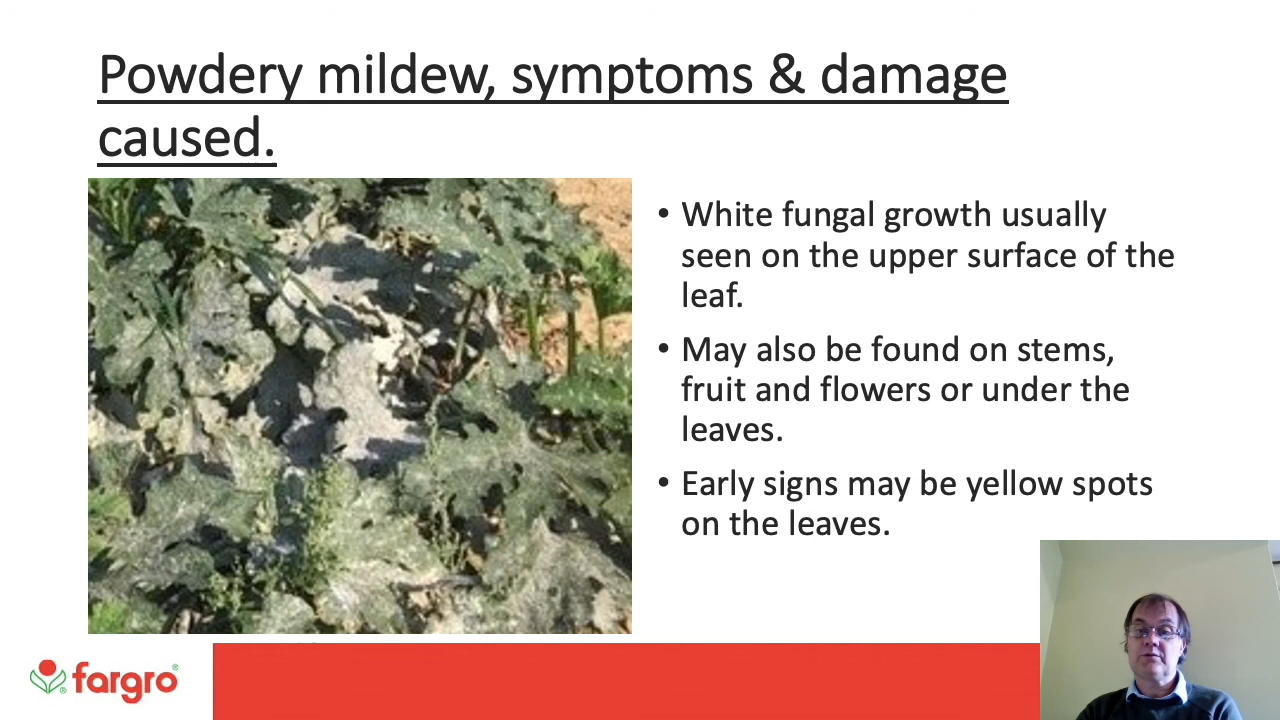 Powdery mildew, symptoms & damage
caused.
• White fungal growth usually
seen on the upper surface of the
leaf.
• May also be found on stems,
fruit and flowers or under the
leaves.
• Early signs may be yellow spots
on the leaves.
fargro®